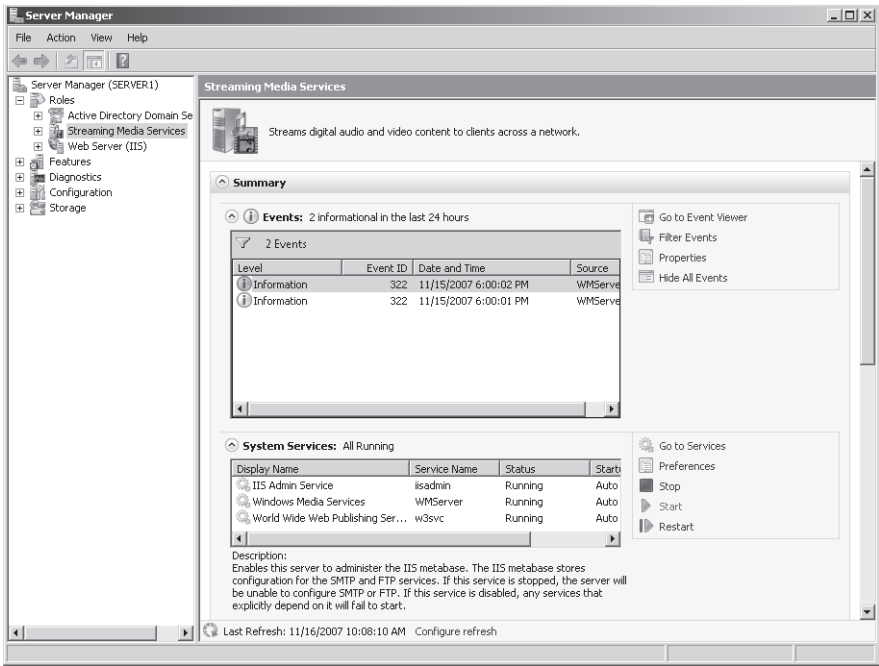 Server Manager
File Action View Help
Server Manager (SERVER1)
Roles
Active Directory Domain Se
Streaming Media Services
Web Server (IIS)
Features
Diagnostics
Configuration
Storage
Streaming Media Services
Streams digital audio and video content to clients across a network.
Summary
Events: 2 informational in the last 24 hours
2 Events
Level Event ID Date and Time Source
Information 322 11/15/2007 6:00:02 PM WMServe
Information 322 11/15/2007 6:00:01 PM WMServe
Go to Event Viewer
Filter Events
Properties
Hide All Events
System Services: All Running
Display Name Service Name Status Startu
IIS Admin Service iisadmin Running Auto
Windows Media Services WMServer Running Auto
World Wide Web Publishing Ser... w3svc Running Auto
Go to Services
Preferences
Stop
Start
Restart
Description:
Enables this server to administer the IIS metabase. The IIS metabase stores
configuration for the SMTP and FTP services. If this service is stopped, the server will
be unable to configure SMTP or FTP. If this service is disabled, any services that
explicitly depend on it will fail to start.
Last Refresh: 11/16/2007 10:08:10 AM Configure refresh